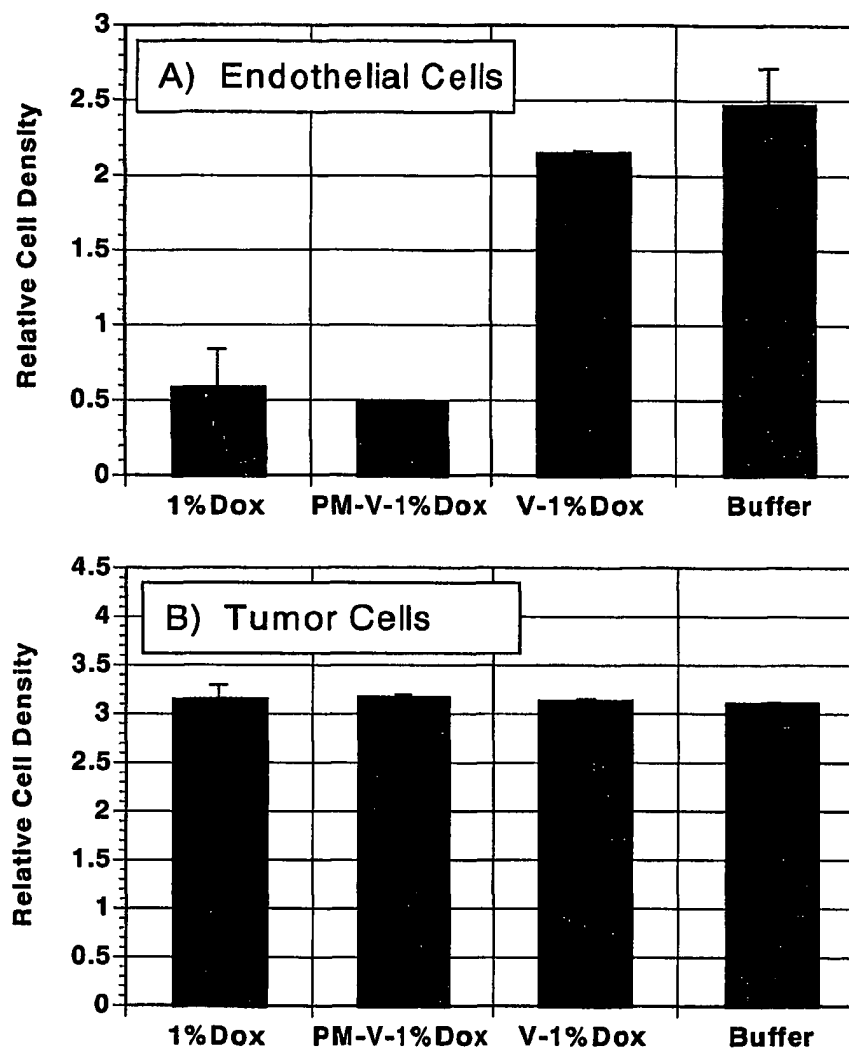 A) Endothelial Cells
Relative Cell Density
3
2.5
2
1.5
1
0.5
0
1%Dox PM-V-1%Dox V-1%Dox Buffer
B) Tumor Cells
Relative Cell Density
4.5
4
3.5
3
2.5
2
1.5
1
0.5
0
1%Dox PM-V-1%Dox V-1%Dox Buffer